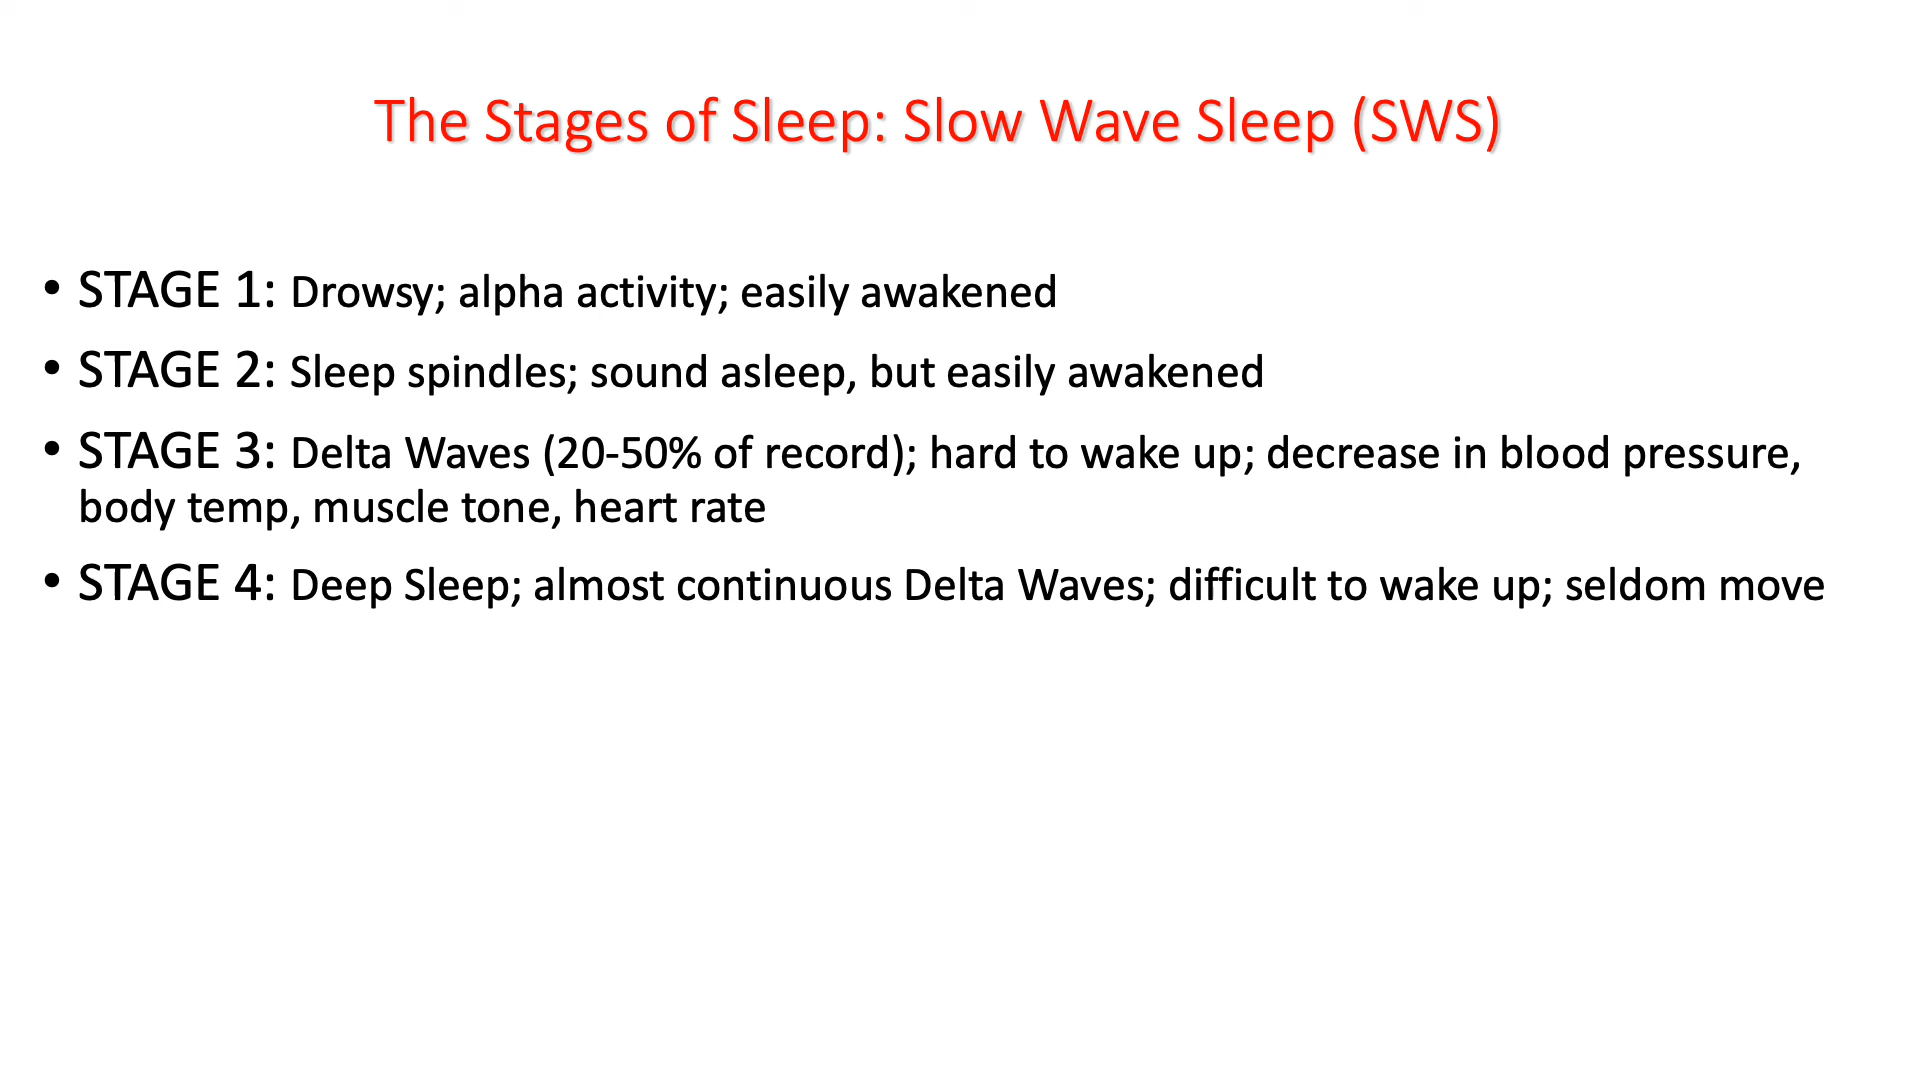 The Stages of Sleep: Slow Wave Sleep (SWS)
• STAGE 1: Drowsy; alpha activity; easily awakened
• STAGE 2: Sleep spindles; sound asleep, but easily awakened
• STAGE 3: Delta Waves (20-50% of record); hard to wake up; decrease in blood pressure,
body temp, muscle tone, heart rate
• STAGE 4: Deep Sleep; almost continuous Delta Waves; difficult to wake up; seldom move